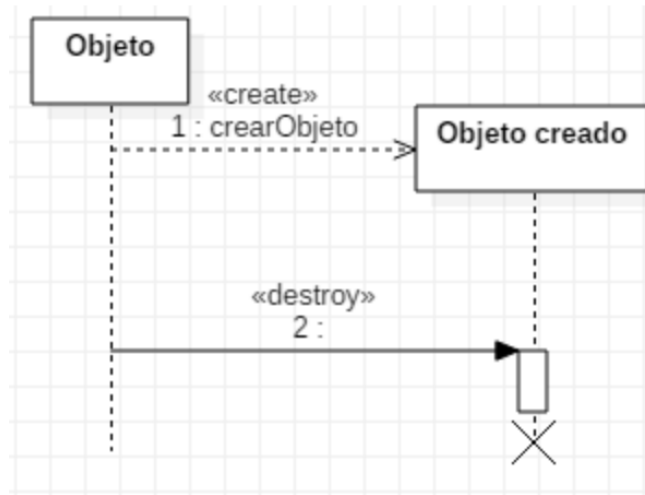 Objeto
«create»
1 : crearObjeto
Objeto creado
«destroy»
2 :